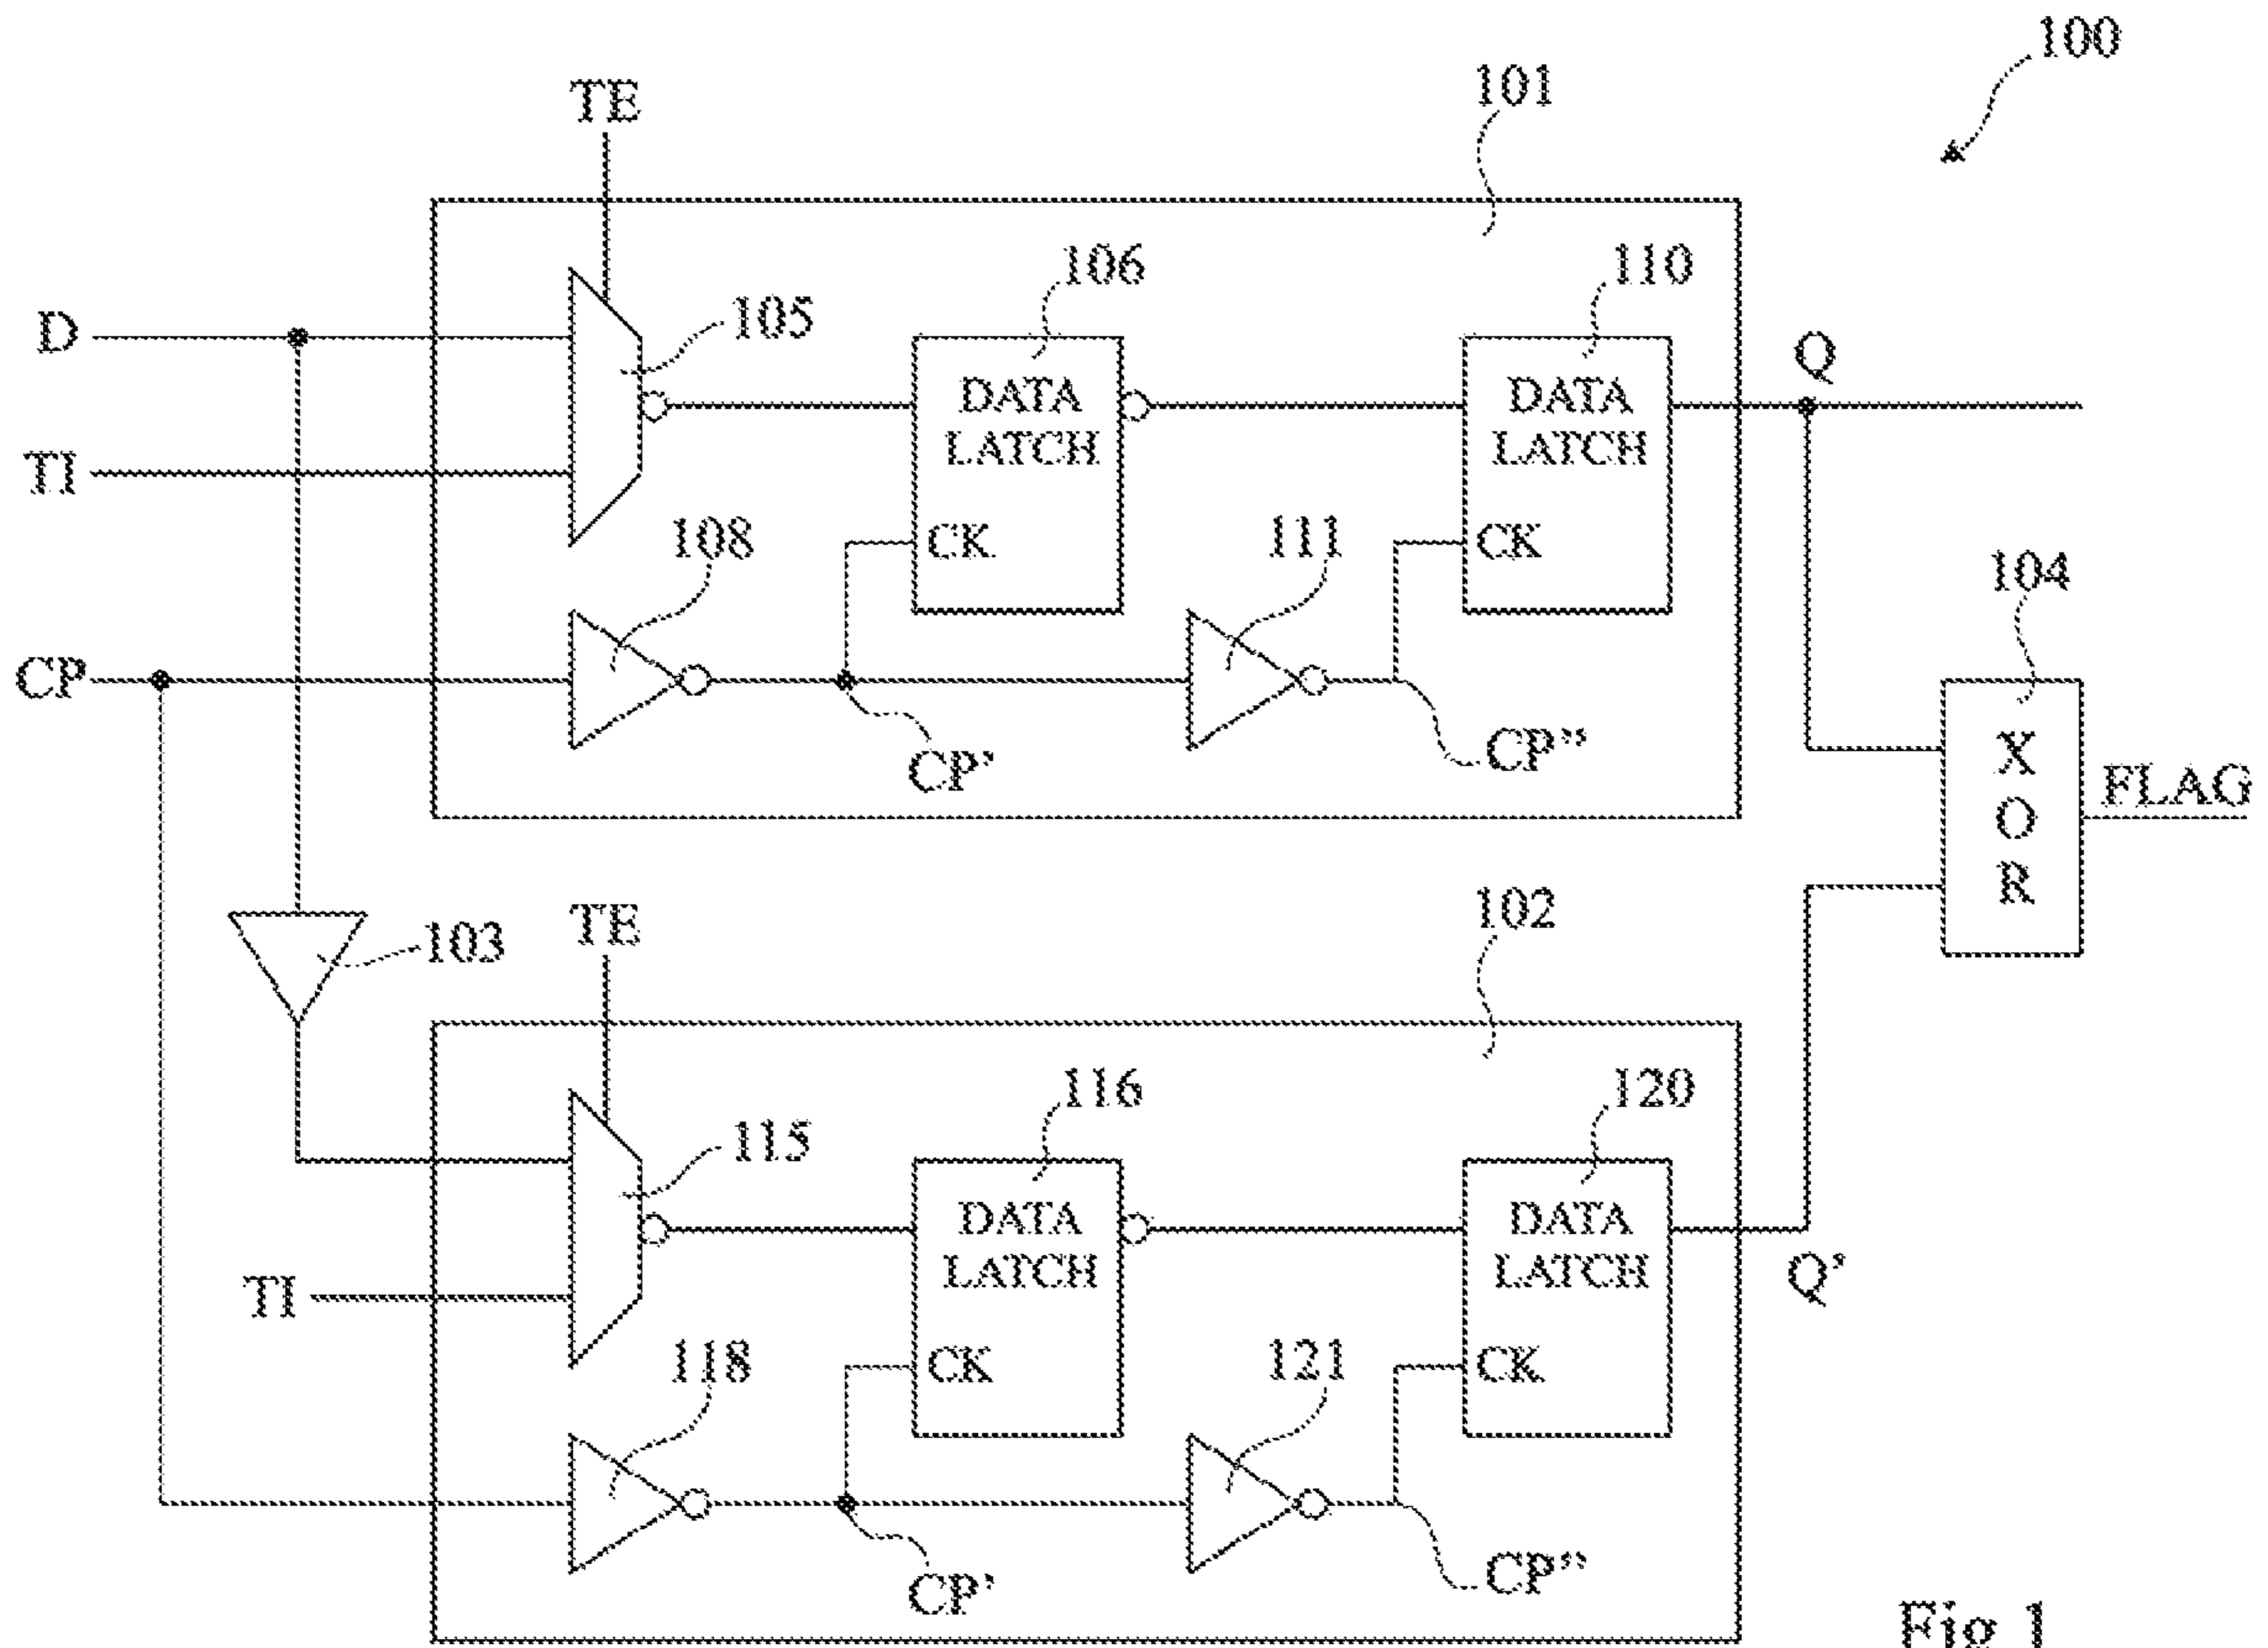 100
101
TE
106
110
D
105
Q
DATA
LATCH
DATA
LATCH
TI
108
CK
111
CK
104
CP
CP'
CP"
X
O
R
FLAG
103
TE
102
116
120
115
DATA
LATCH
DATA
LATCH
TI
Q'
118
CK
121
CK
CP'
CP"
Fig 1